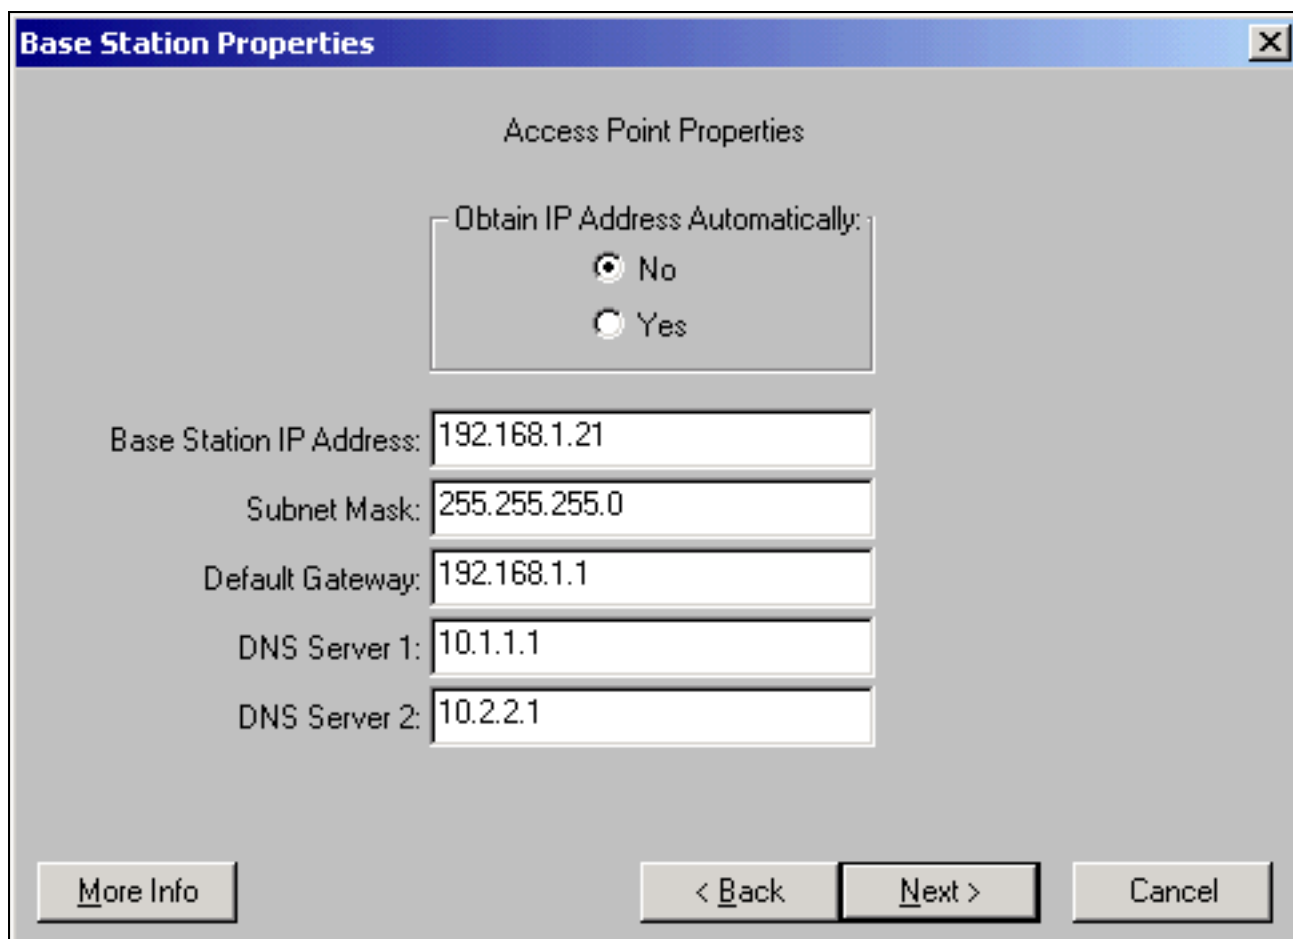 Base Station Properties
Access Point Properties
Obtain IP Address Automatically:
No
Yes
Base Station IP Address: 192.168.1.21
Subnet Mask: 255.255.255.0
Default Gateway: 192.168.1.1
DNS Server 1: 10.1.1.1
DNS Server 2: 10.2.2.1
More Info < Back Next > Cancel